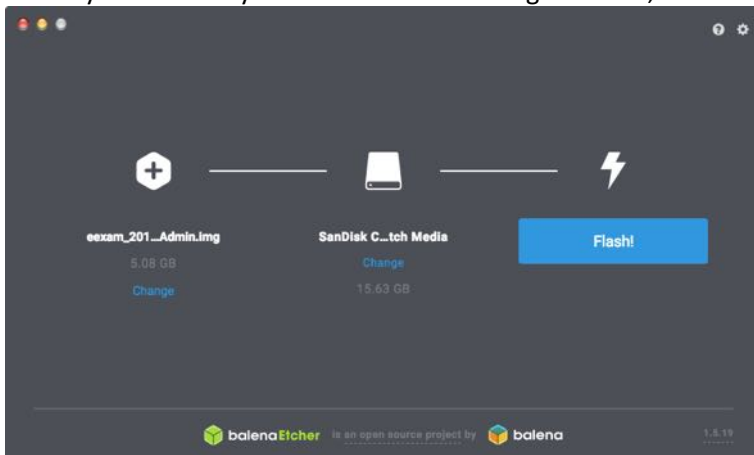 eexam_201...Admin.img
5.08 GB
Change
SanDisk C...tch Media
Change
15.63 GB
Flash!
balenaEtcher is an open source project by balena
1.5.19